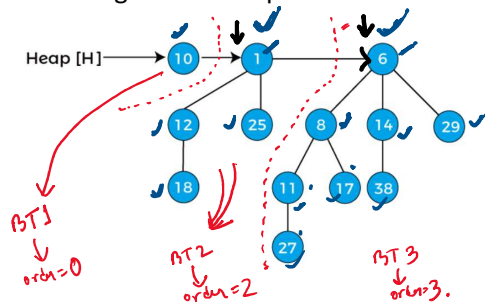 Heap [H] 10 1 6
12 25 8 14 29
18 11 17 38
27
BT1
order=0
BT2
order=2
BT3
order=3.